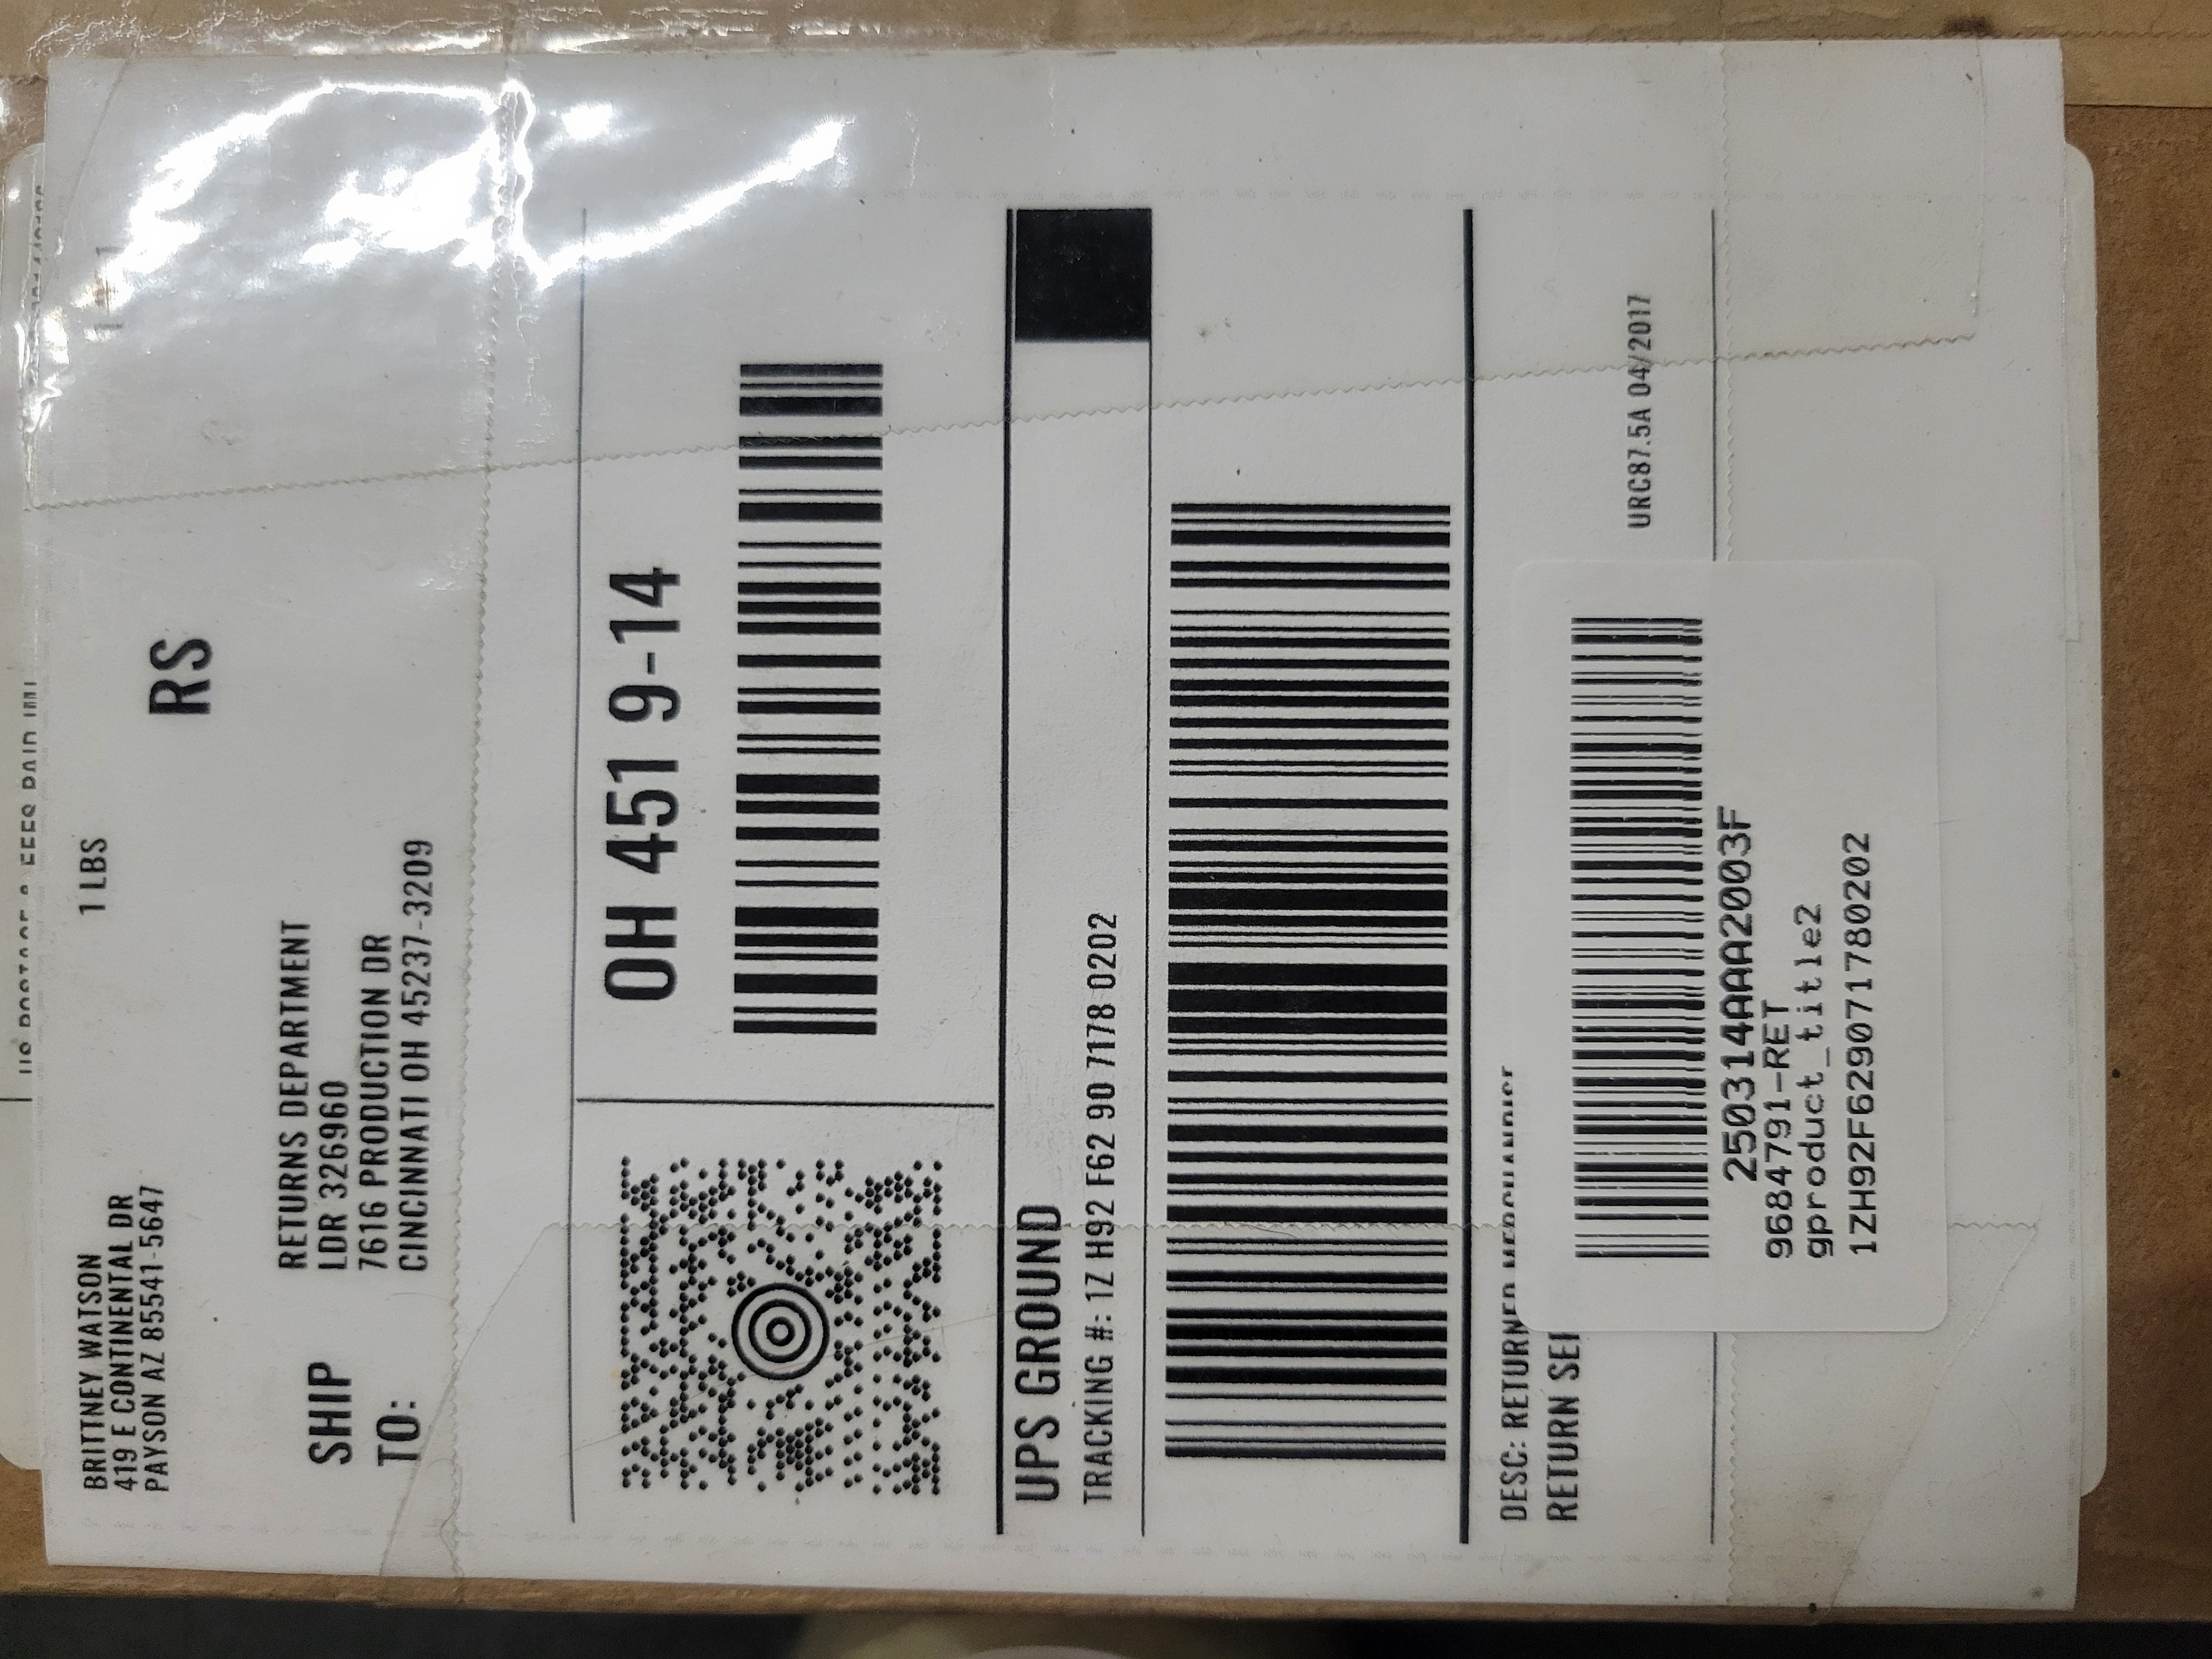 BRITTNEY WATSON
419 E CONTINENTAL DR
PAYSON AZ 85541-5647
1 LBS
RS
SHIP
TO:
RETURNS DEPARTMENT
LDR 326960
7616 PRODUCTION DR
CINCINNATI OH 45237-3209
OH 451 9-14
UPS GROUND
TRACKING #: 1Z H92 F62 90 7178 0202
DESC: RETURNED
RETURN
URC87.5A 04/2017
250314AAAA2003F
9684791-RET
gproduct_title2
1ZH92F629071780202